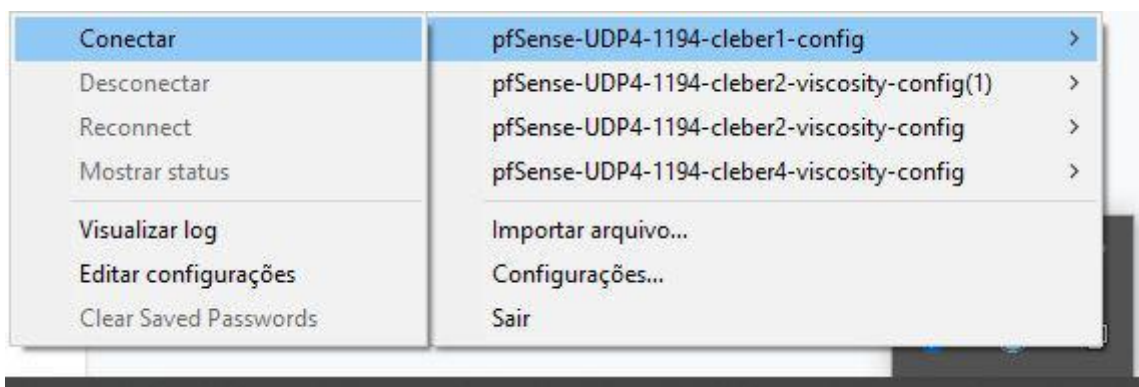 Conectar
Desconectar
Reconnect
Mostrar status
Visualizar log
Editar configurações
Clear Saved Passwords
pfSense-UDP4-1194-cleber1-config
pfSense-UDP4-1194-cleber2-viscosity-config(1)
pfSense-UDP4-1194-cleber2-viscosity-config
pfSense-UDP4-1194-cleber4-viscosity-config
Importar arquivo...
Configurações...
Sair